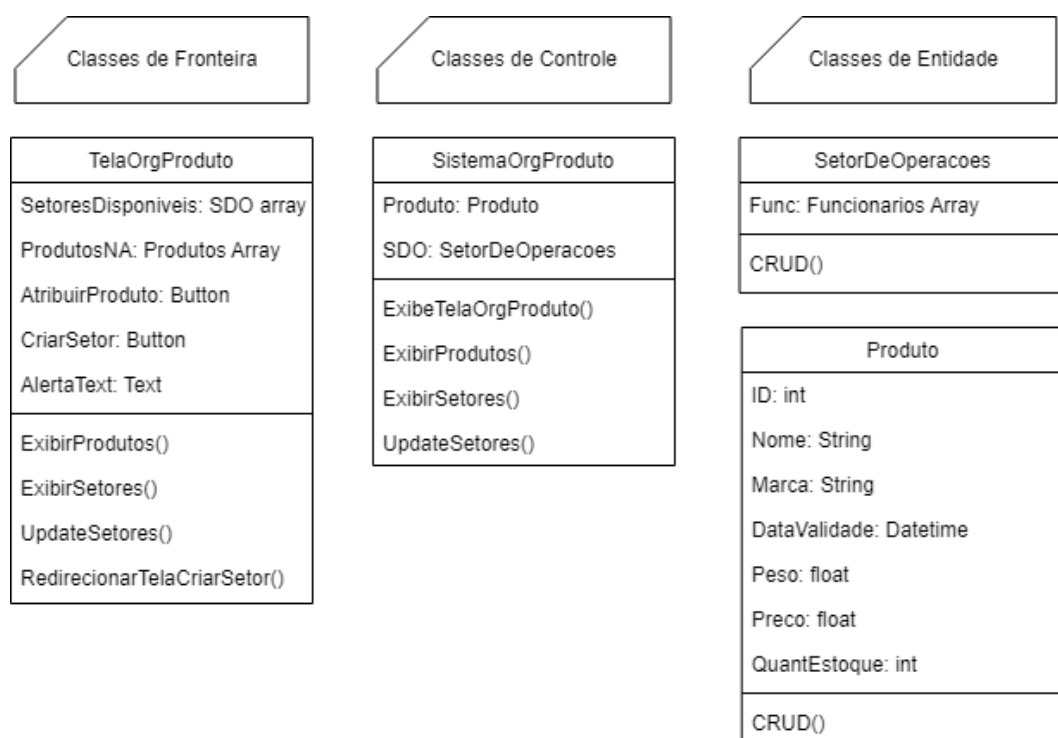 Classes de Fronteira
Classes de Controle
Classes de Entidade
TelaOrgProduto
SetoresDisponiveis: SDO array
ProdutosNA: Produtos Array
AtribuirProduto: Button
CriarSetor: Button
AlertaText: Text
ExibirProdutos()
ExibirSetores()
UpdateSetores()
RedirecionarTelaCriarSetor()
SistemaOrgProduto
Produto: Produto
SDO: SetorDeOperacoes
ExibeTelaOrgProduto()
ExibirProdutos()
ExibirSetores()
UpdateSetores()
SetorDeOperacoes
Func: Funcionarios Array
CRUD()
Produto
ID: int
Nome: String
Marca: String
DataValidade: Datetime
Peso: float
Preco: float
QuantEstoque: int
CRUD()